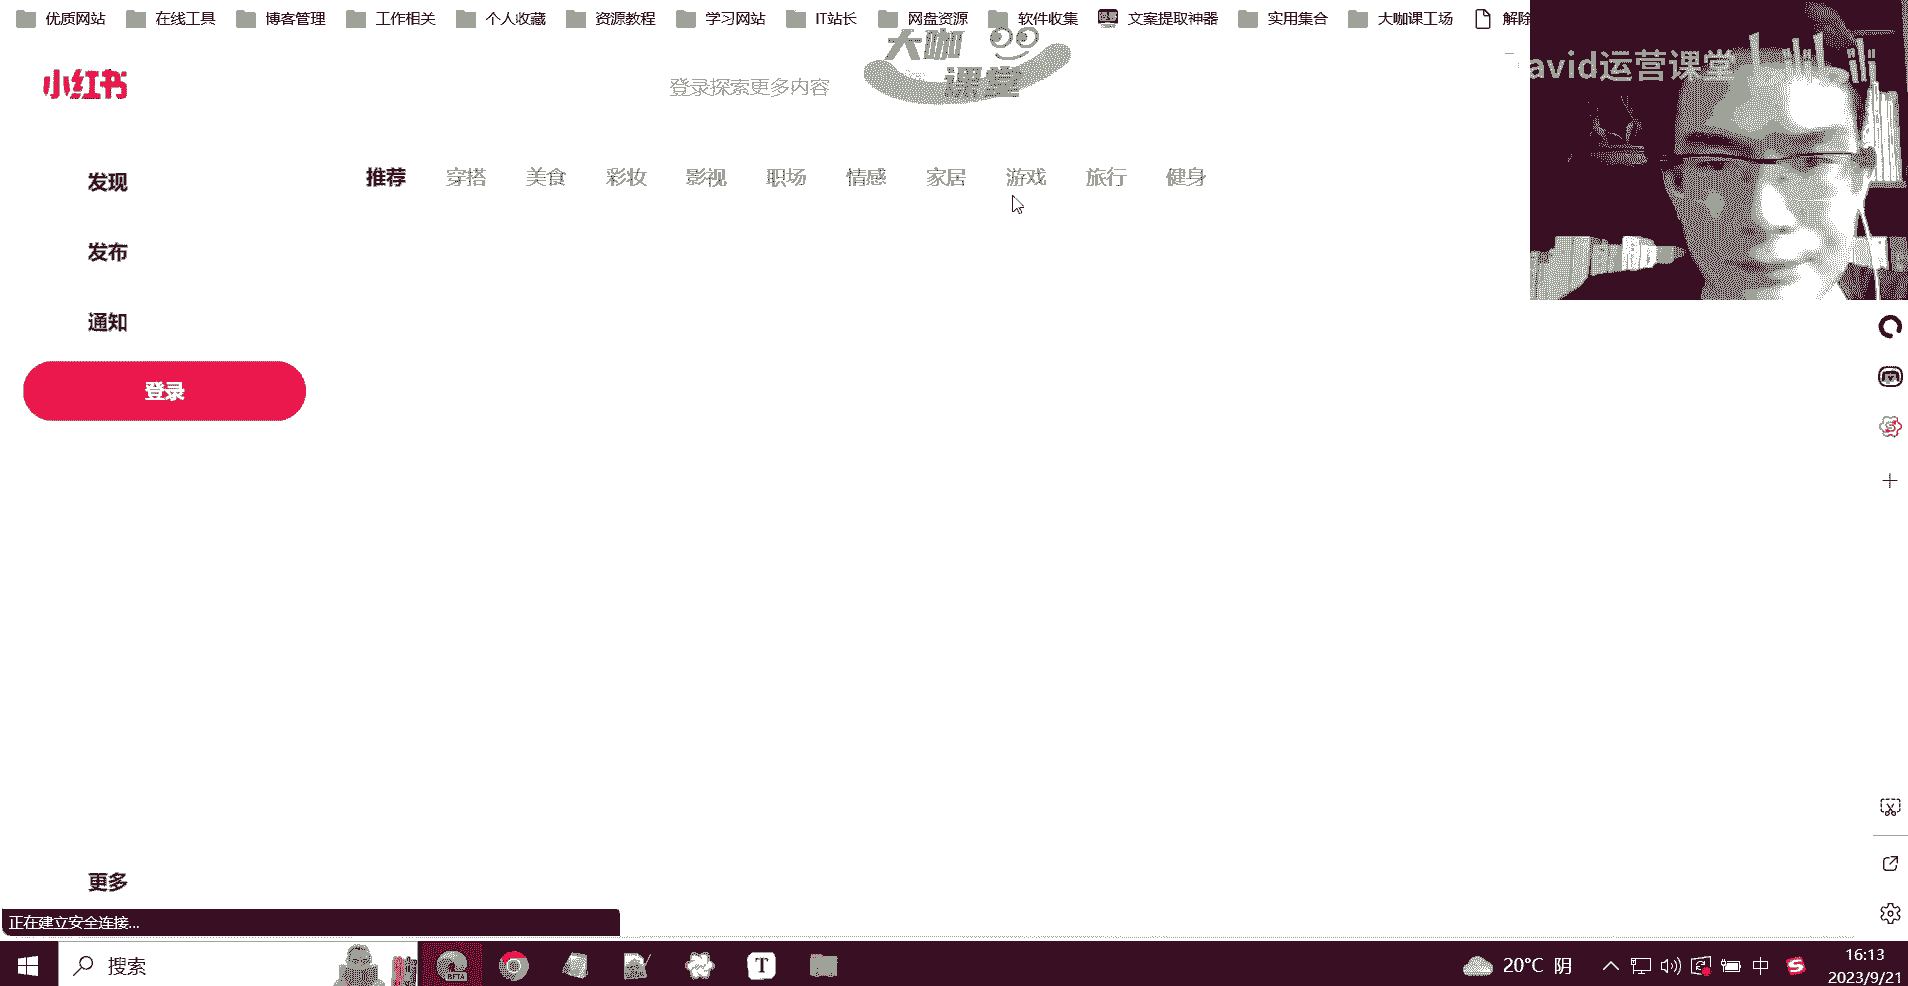 优质网站 在线工具 博客管理 工作相关 个人收藏 资源教程 学习网站 IT站长 网盘资源 软件收集 文案提取神器 实用集合 大咖课工场 解除
大咖
课堂
avid运营课堂
小红书
登录探索更多内容
发现
推荐 穿搭 美食 彩妆 影视 职场 情感 家居 游戏 旅行 健身
发布
通知
登录
更多
正在建立安全连接...
搜索
BETA
T
20°C 阴
中
S
16:13
2023/9/21